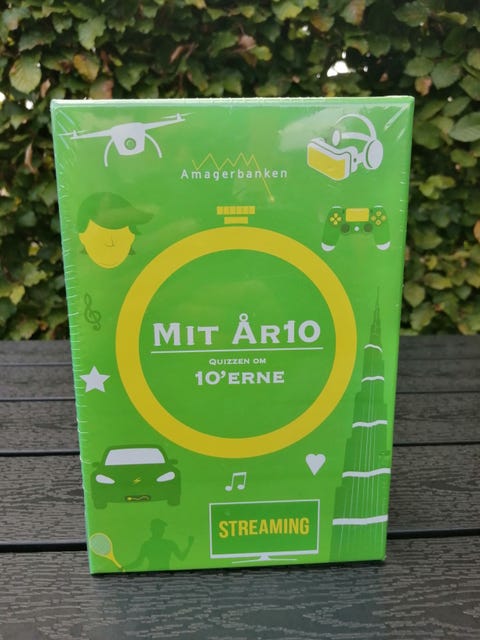 Amagerbanken
MIT ÅR10
QUIZZEN OM
10'ERNE
STREAMING